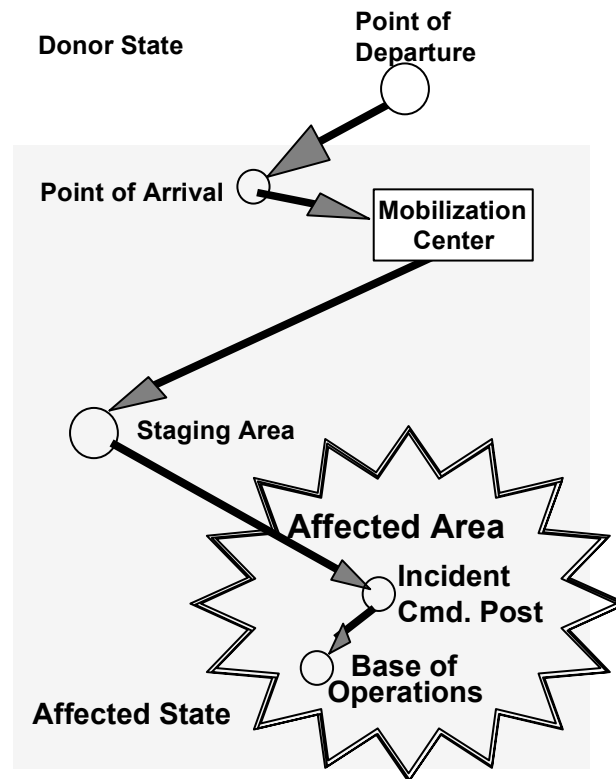 Donor State
Point of
Departure
Point of Arrival
Mobilization
Center
Staging Area
Affected Area
Incident
Cmd. Post
Base of
Operations
Affected State